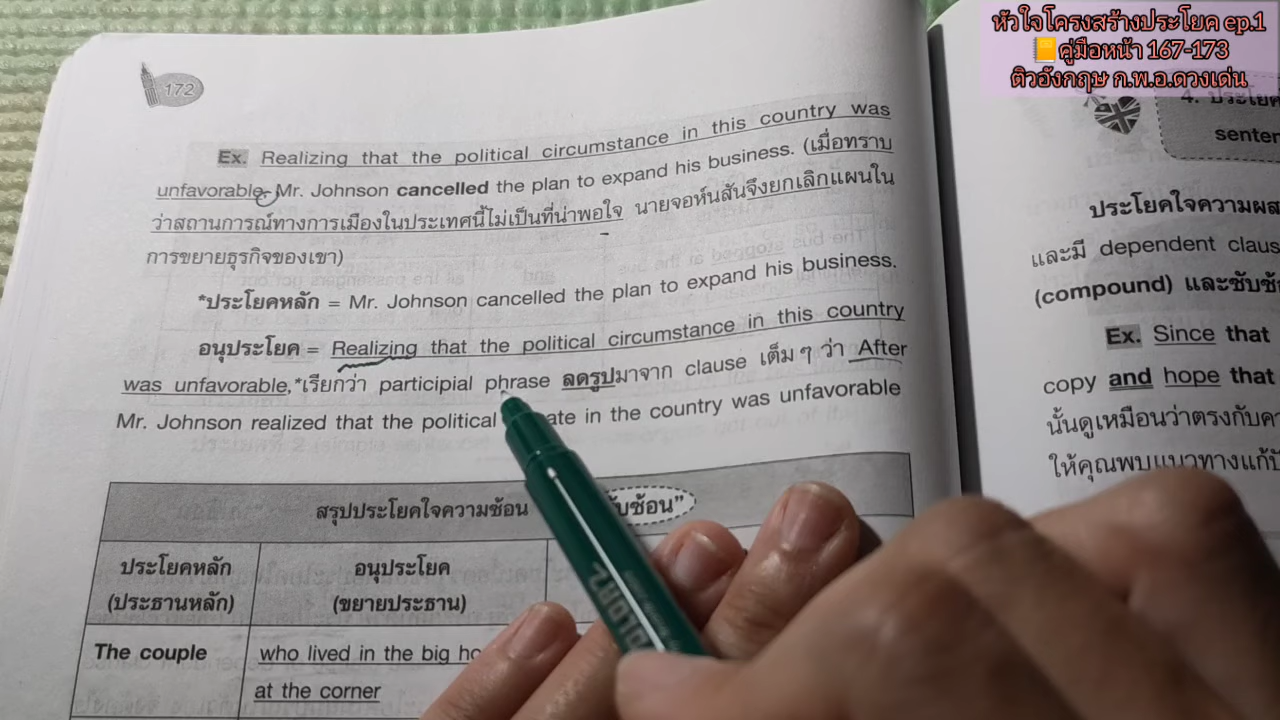 หัวใจโครงสร้างประโยค ep.1
📒คู่มือหน้า 167-173
ติวอังกฤษ ก.พ.อ.ดวงเด่น
172
Ex. Realizing that the political circumstance in this country was
unfavorable, Mr. Johnson cancelled the plan to expand his business. (เมื่อทราบ
ว่าสถานการณ์ทางการเมืองในประเทศนี้ไม่เป็นที่น่าพอใจ นายจอห์นสันจึงยกเลิกแผนใน
การขยายธุรกิจของเขา)
*ประโยคหลัก = Mr. Johnson cancelled the plan to expand his business.
อนุประโยค = Realizing that the political circumstance in this country
was unfavorable,*เรียกว่า participial phrase ลดรูปมาจาก clause เต็มๆ ว่า After
Mr. Johnson realized that the political in the country was unfavorable
สรุปประโยคใจความซ้อน
ประโยคหลัก อนุประโยค
(ประธานหลัก) (ขยายประธาน)
The couple who lived in the big
at the corner
4.
ประโยคใจความผส
และมี dependent claus
(compound) และซับซ้
Ex. Since that
copy and hope that
นั้นดูเหมือนว่าตรงกับค
ให้คุณพบแนวทางแก้ปั